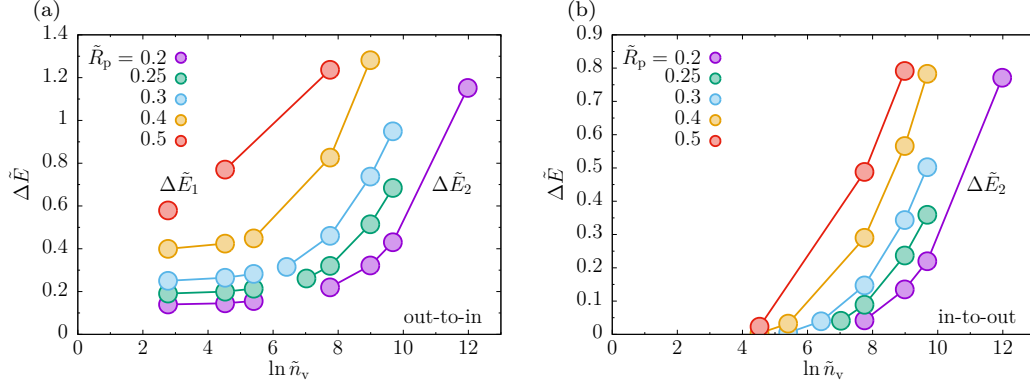 (a)
1.4
1.2
1
0.8
0.6
0.4
0.2
0
ΔẼ
R̃p = 0.2
0.25
0.3
0.4
0.5
ΔẼ1
ΔẼ2
out-to-in
0 2 4 6 8 10 12
ln ñv
(b)
0.9
0.8
0.7
0.6
0.5
0.4
0.3
0.2
0.1
0
ΔẼ
R̃p = 0.2
0.25
0.3
0.4
0.5
ΔẼ2
in-to-out
0 2 4 6 8 10 12
ln ñv